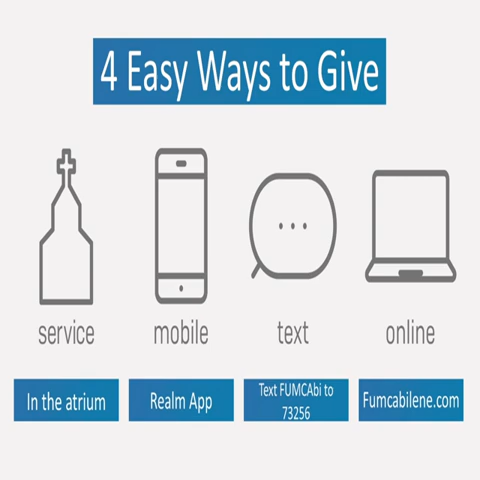 4 Easy Ways to Give
service
mobile
text
online
In the atrium
Realm App
Text FUMCAbi to
73256
Fumcabilene.com